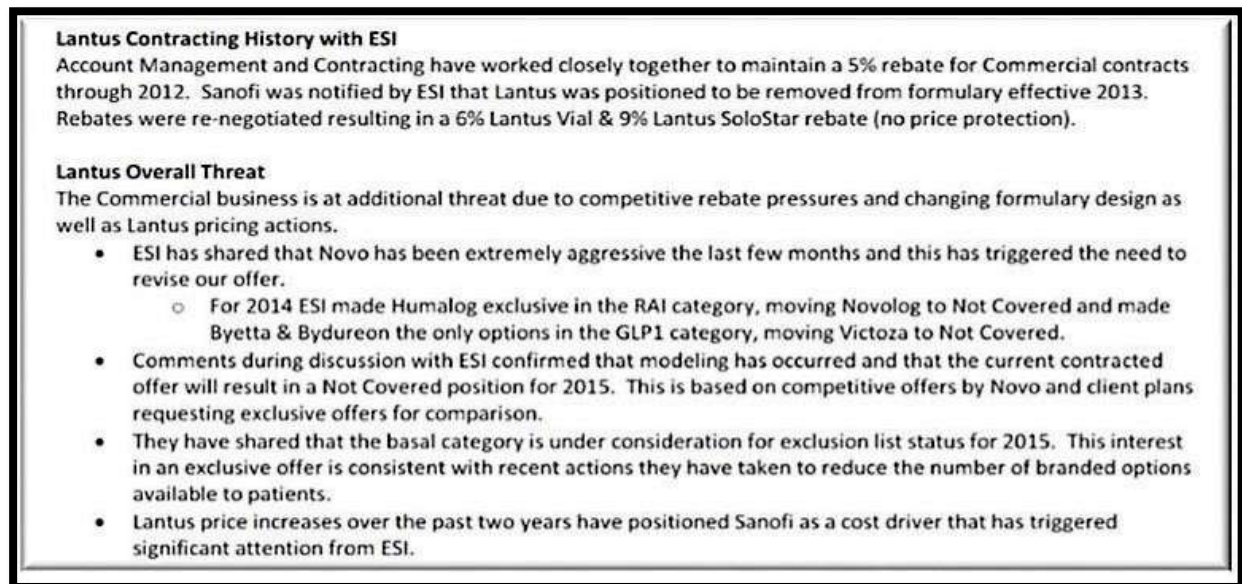 Lantus Contracting History with ESI
Account Management and Contracting have worked closely together to maintain a 5% rebate for Commercial contracts
through 2012.  Sanofi was notified by ESI that Lantus was positioned to be removed from formulary effective 2013.
Rebates were re-negotiated resulting in a 6% Lantus Vial & 9% Lantus SoloStar rebate (no price protection).
Lantus Overall Threat
The Commercial business is at additional threat due to competitive rebate pressures and changing formulary design as
well as Lantus pricing actions.
• ESI has shared that Novo has been extremely aggressive the last few months and this has triggered the need to
revise our offer.
o For 2014 ESI made Humalog exclusive in the RAI category, moving Novolog to Not Covered and made
Byetta & Bydureon the only options in the GLP1 category, moving Victoza to Not Covered.
• Comments during discussion with ESI confirmed that modeling has occurred and that the current contracted
offer will result in a Not Covered position for 2015.  This is based on competitive offers by Novo and client plans
requesting exclusive offers for comparison.
• They have shared that the basal category is under consideration for exclusion list status for 2015.  This interest
in an exclusive offer is consistent with recent actions they have taken to reduce the number of branded options
available to patients.
• Lantus price increases over the past two years have positioned Sanofi as a cost driver that has triggered
significant attention from ESI.